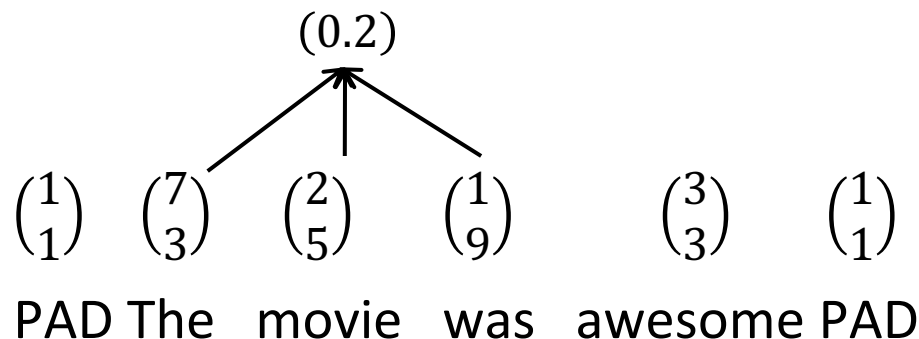 (0.2)
(1 1) (7 3) (2 5) (1 9) (3 3) (1 1)
PAD The movie was awesome PAD